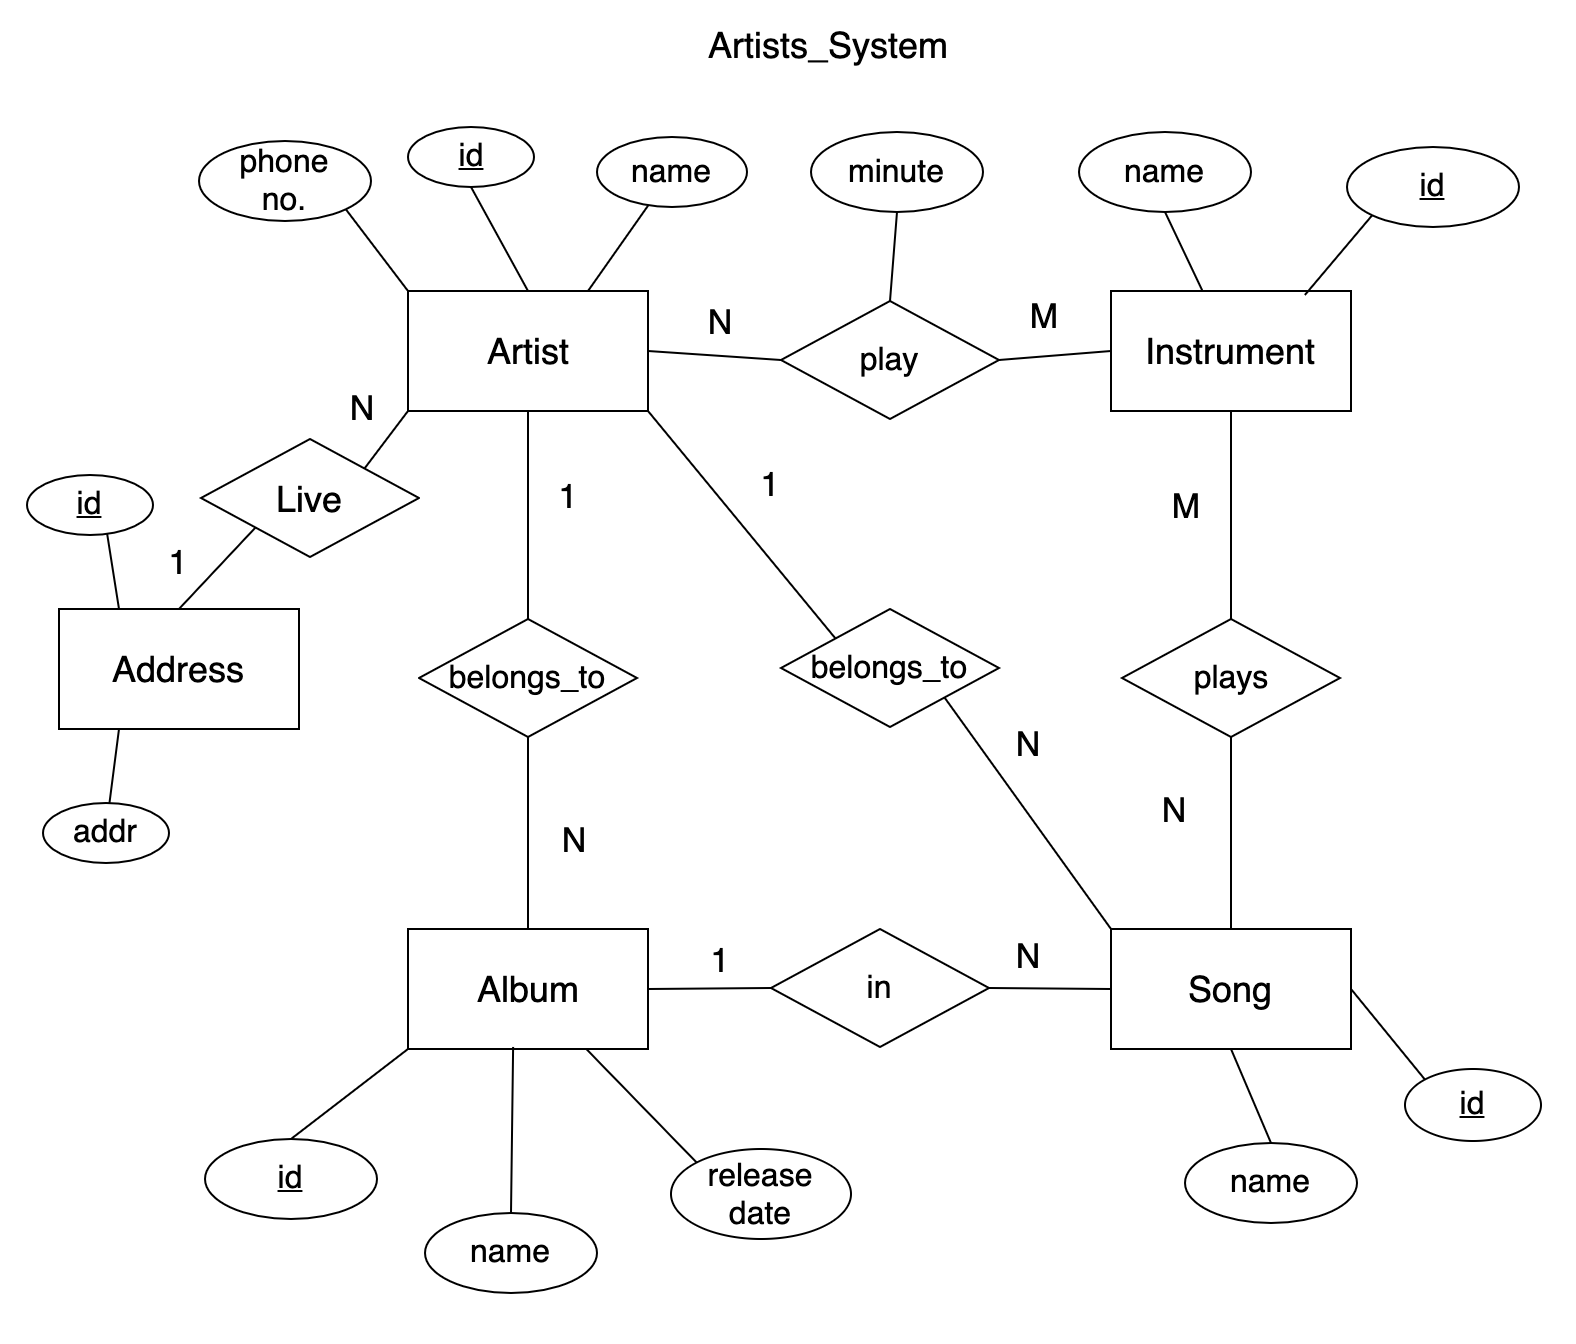 Artists_System
phone
no.
id
name
minute
name
id
Artist
N
play
M
Instrument
N
Live
id
1
1
1
M
Address
belongs_to
belongs_to
plays
addr
N
N
N
Album
1
in
N
Song
id
name
release
date
name
id